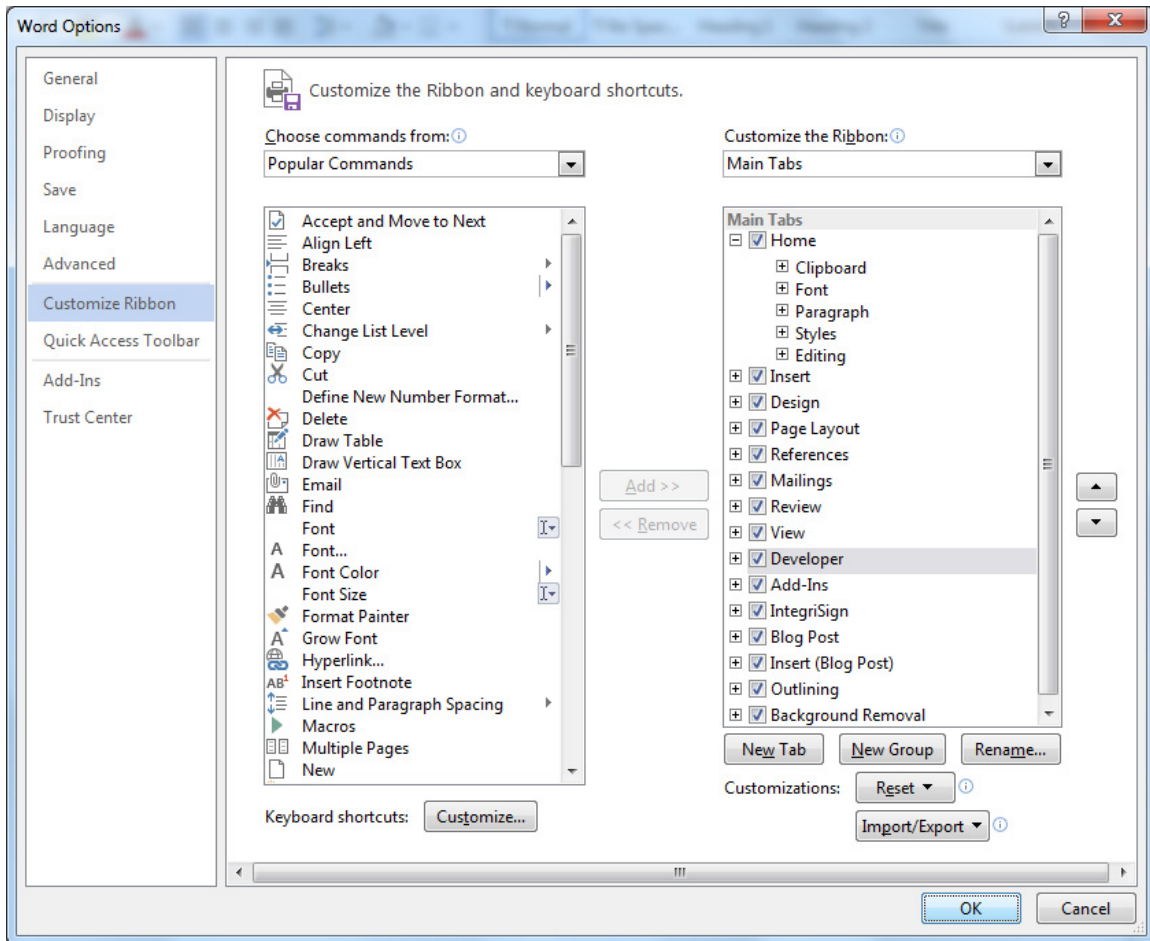 Word Options
General
Display
Proofing
Save
Language
Advanced
Customize Ribbon
Quick Access Toolbar
Add-Ins
Trust Center
Customize the Ribbon and keyboard shortcuts.
Choose commands from:
Popular Commands
Accept and Move to Next
Align Left
Breaks
Bullets
Center
Change List Level
Copy
Cut
Define New Number Format...
Delete
Draw Table
Draw Vertical Text Box
Email
Find
Font
Font...
Font Color
Font Size
Format Painter
Grow Font
Hyperlink...
Insert Footnote
Line and Paragraph Spacing
Macros
Multiple Pages
New
Keyboard shortcuts: Customize...
Add >>
<< Remove
Customize the Ribbon:
Main Tabs
Main Tabs
Home
Clipboard
Font
Paragraph
Styles
Editing
Insert
Design
Page Layout
References
Mailings
Review
View
Developer
Add-Ins
IntegriSign
Blog Post
Insert (Blog Post)
Outlining
Background Removal
New Tab New Group Rename...
Customizations: Reset
Import/Export
OK Cancel